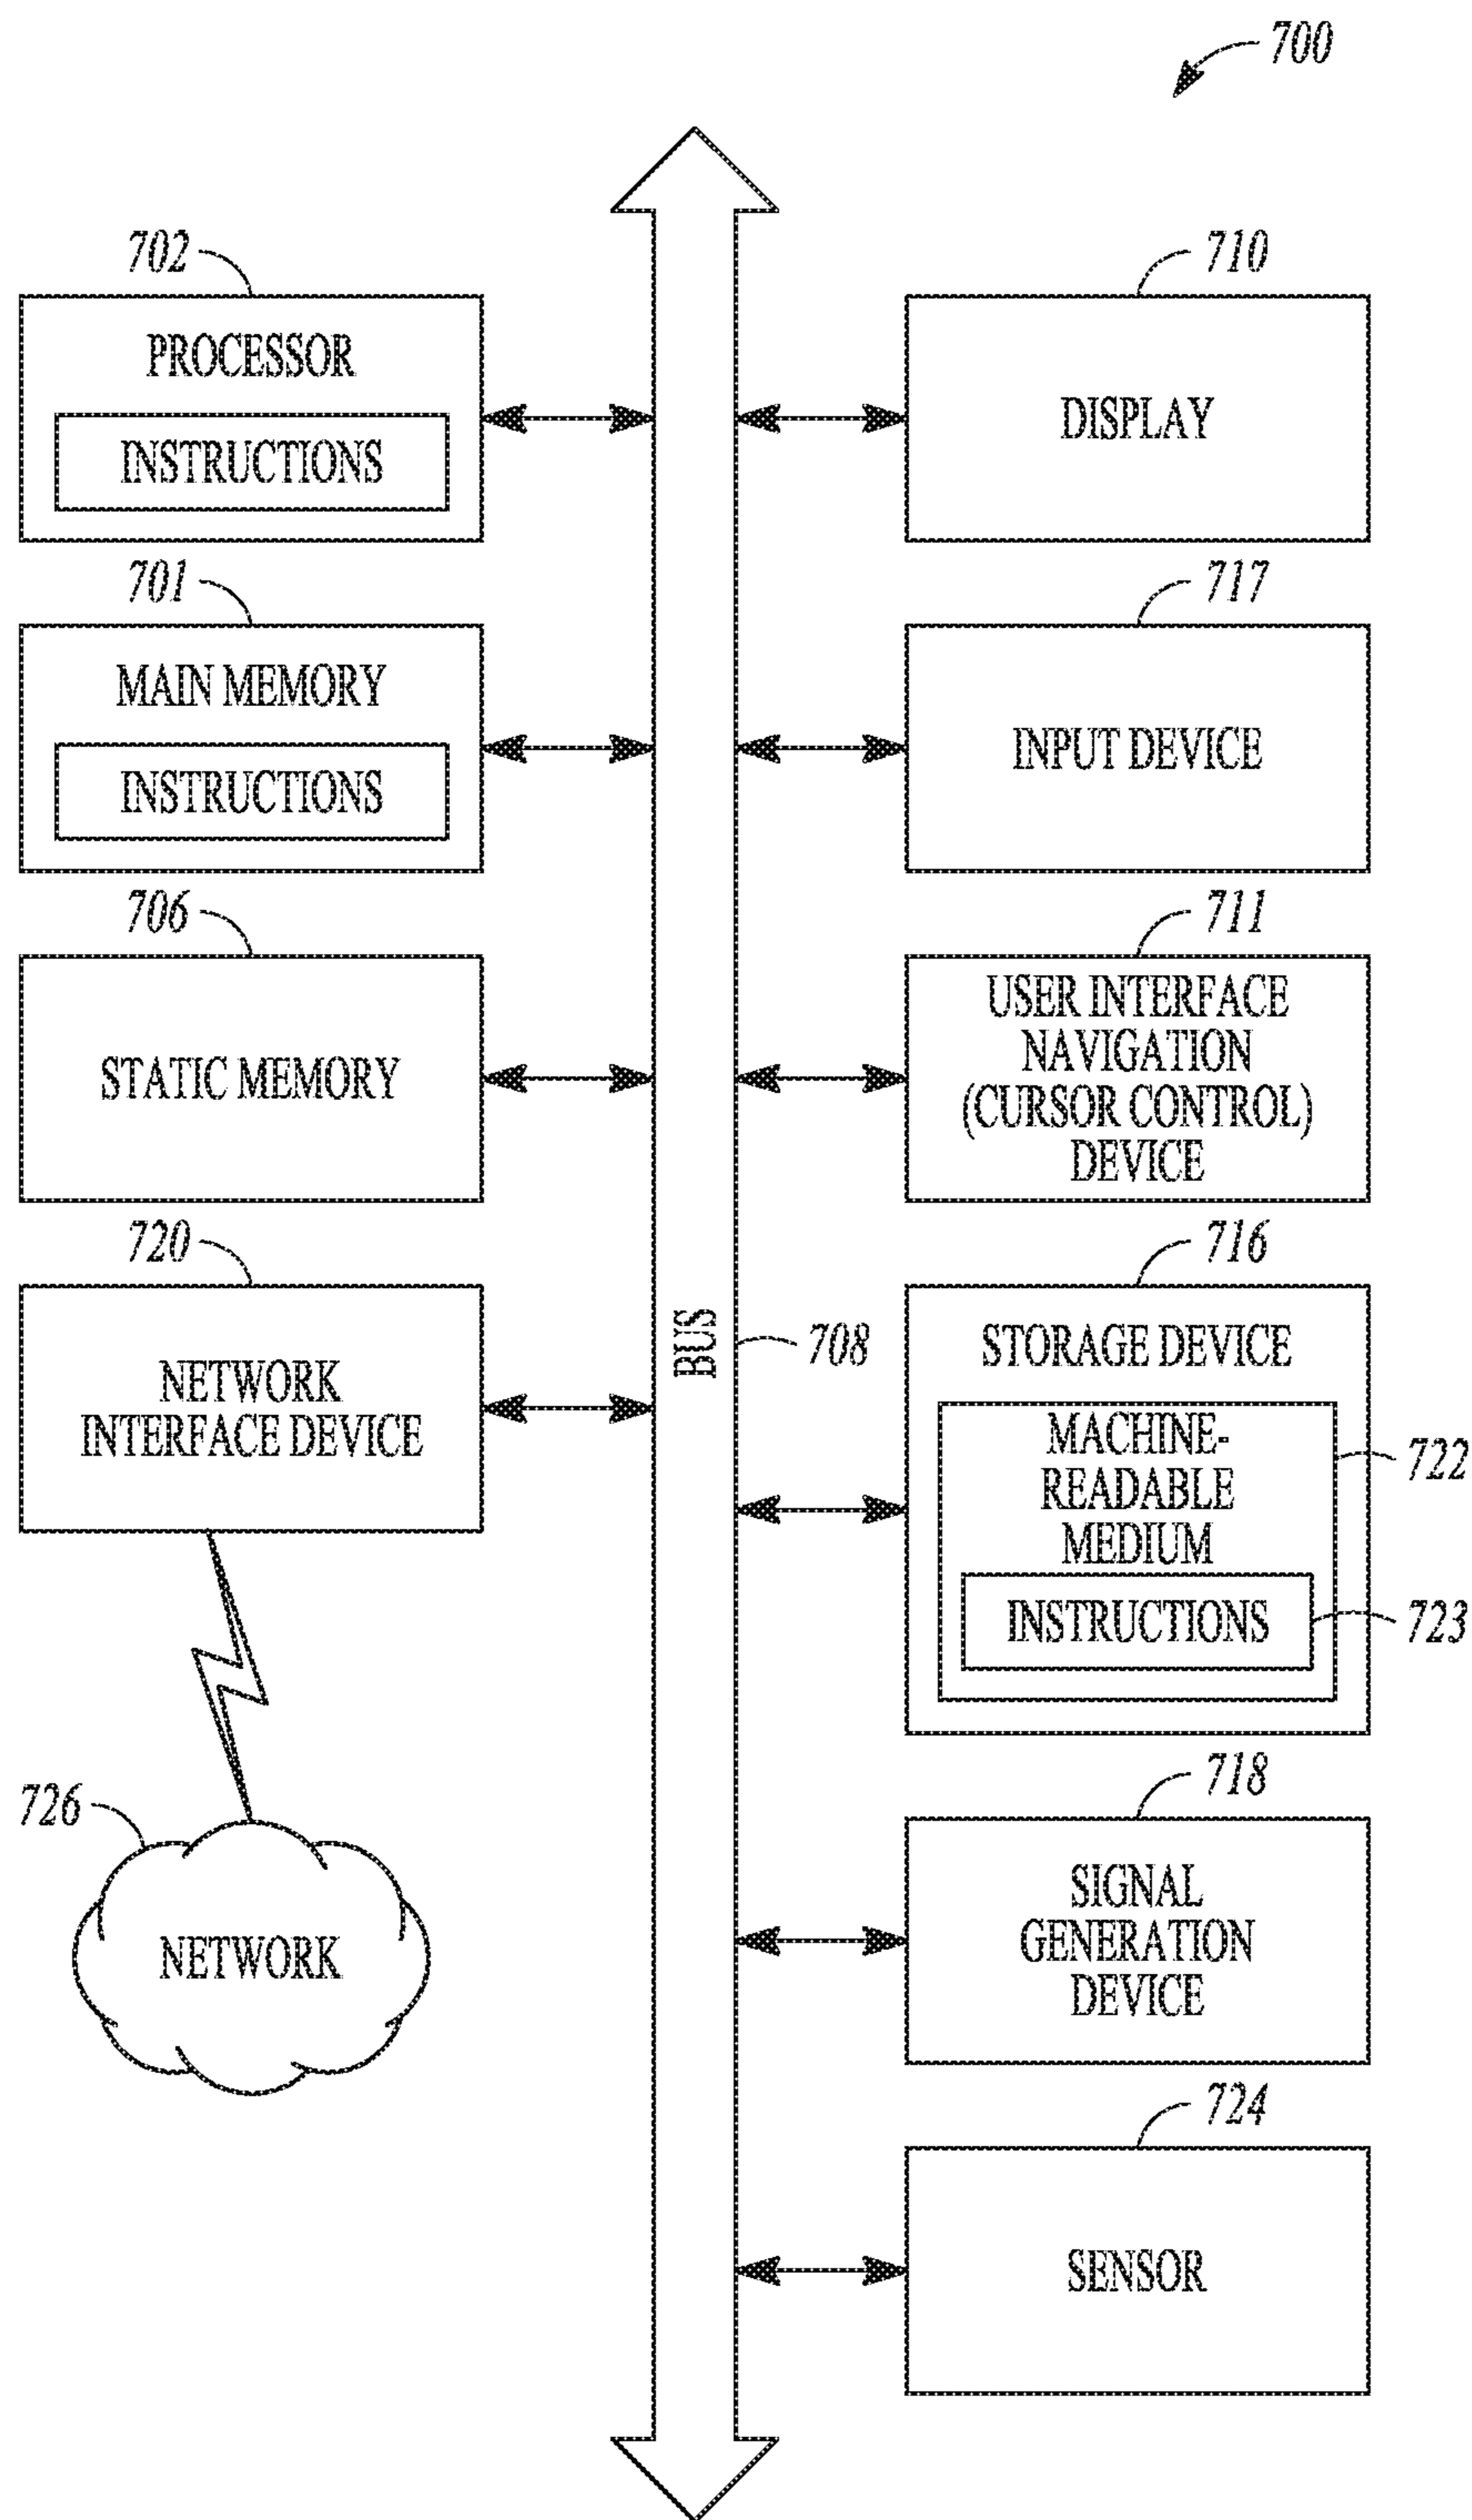 700
702
PROCESSOR
INSTRUCTIONS
701
MAIN MEMORY
INSTRUCTIONS
706
STATIC MEMORY
720
NETWORK
INTERFACE DEVICE
726
NETWORK
BUS
708
710
DISPLAY
717
INPUT DEVICE
711
USER INTERFACE
NAVIGATION
(CURSOR CONTROL)
DEVICE
716
STORAGE DEVICE
MACHINE-
READABLE
MEDIUM
722
INSTRUCTIONS
723
718
SIGNAL
GENERATION
DEVICE
724
SENSOR